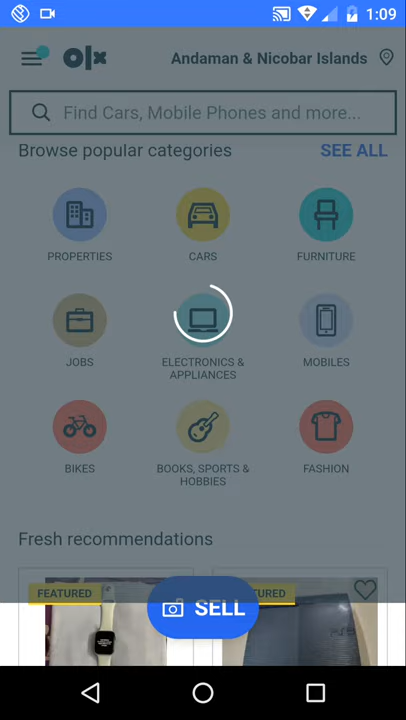 1:09
olx
Andaman & Nicobar Islands
Find Cars, Mobile Phones and more...
Browse popular categories
SEE ALL
PROPERTIES
CARS
FURNITURE
JOBS
ELECTRONICS &
APPLIANCES
MOBILES
BIKES
BOOKS, SPORTS &
HOBBIES
FASHION
Fresh recommendations
FEATURED
SELL